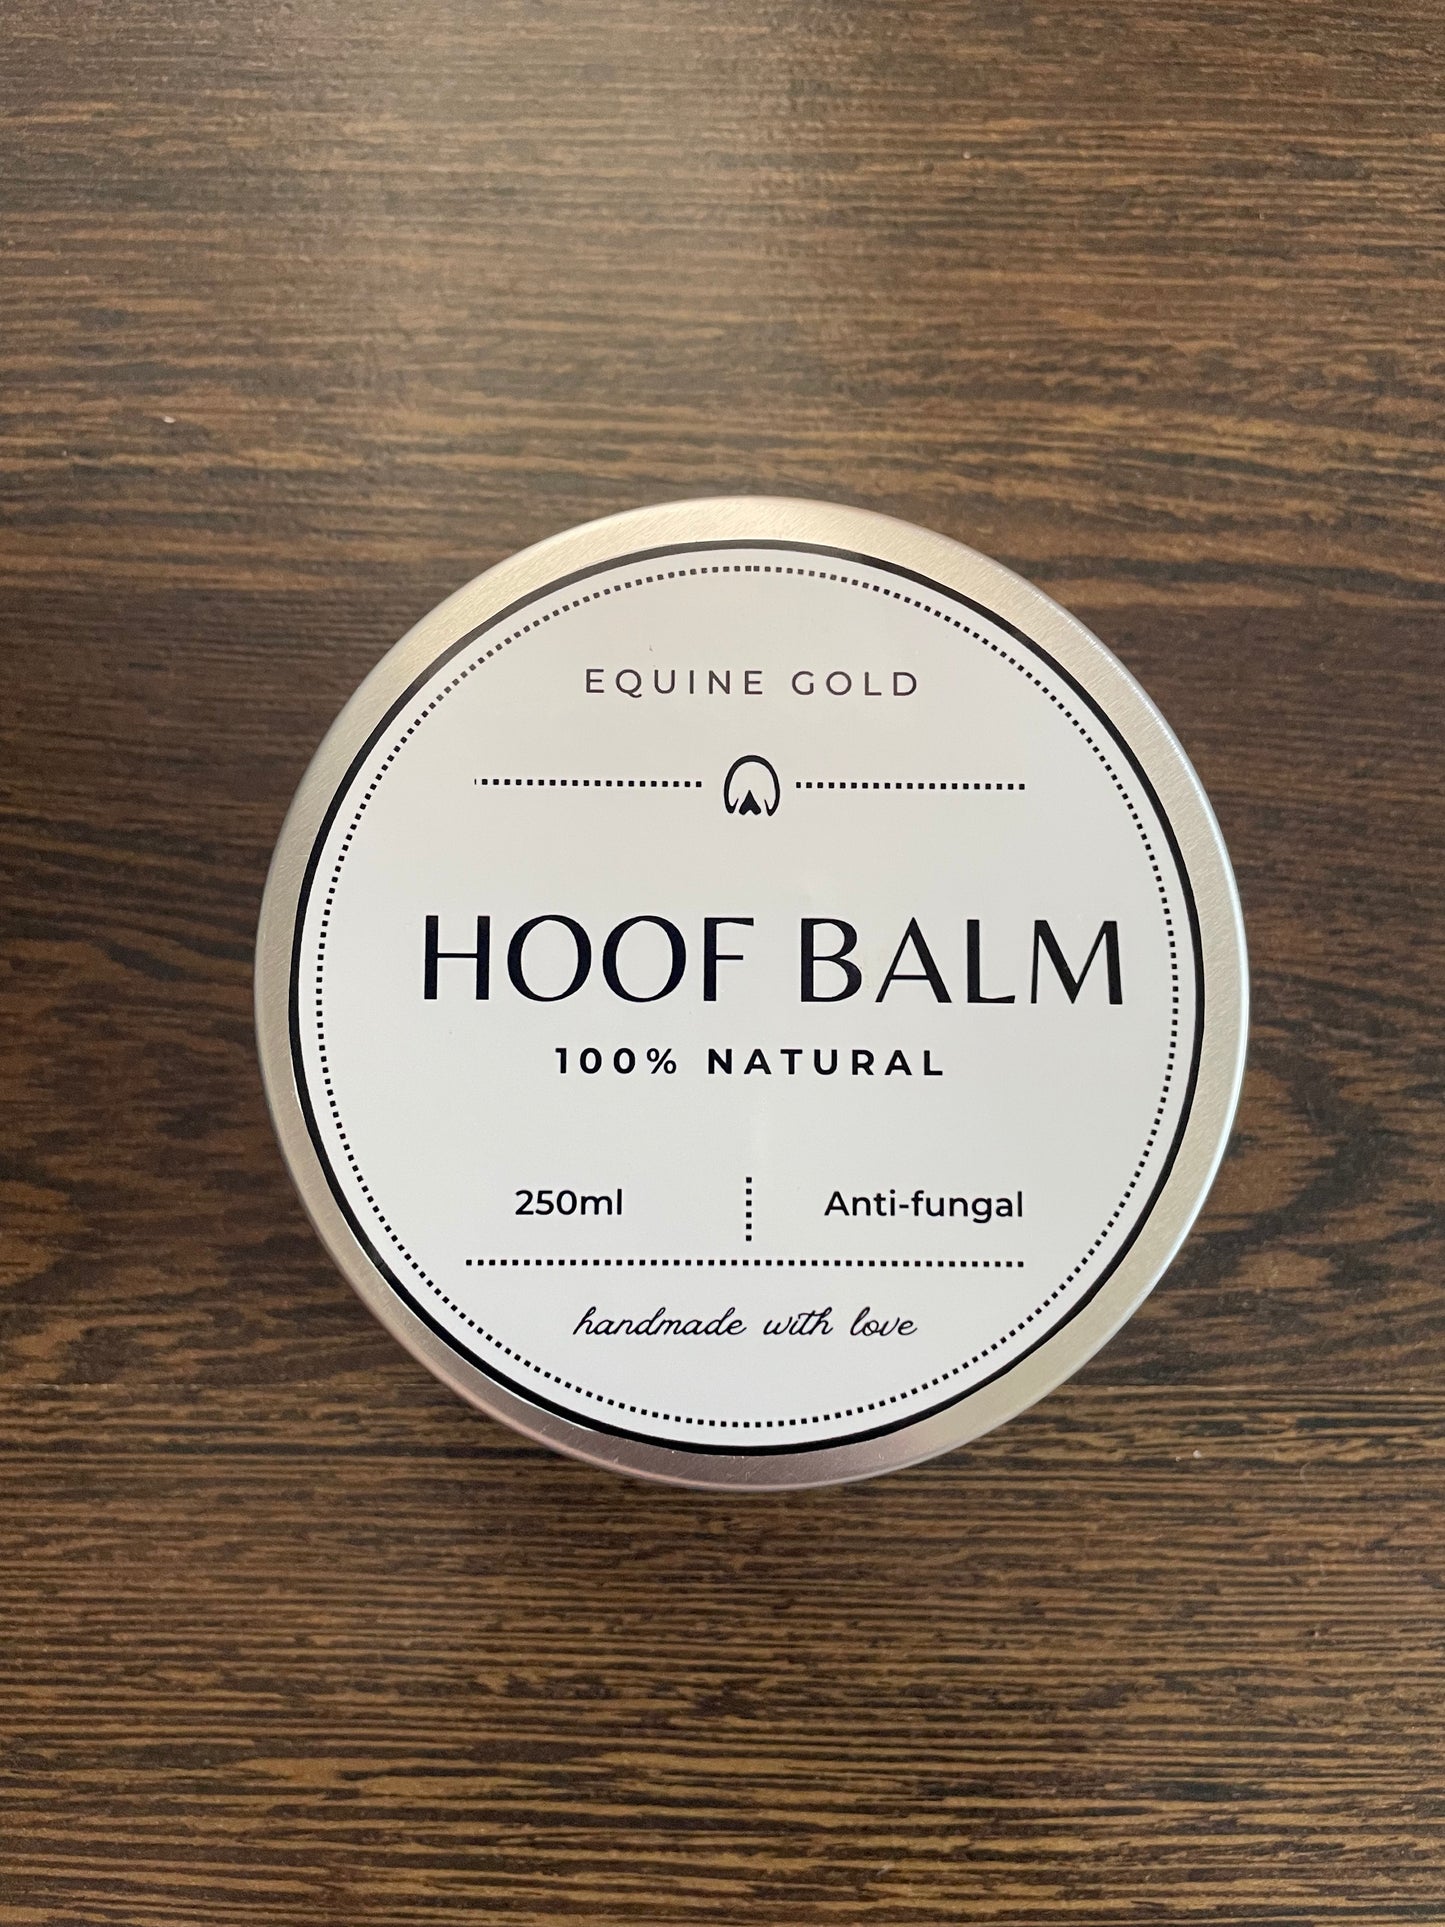 EQUINE GOLD
HOOF BALM
100% NATURAL
250ml
Anti-fungal
handmade with love